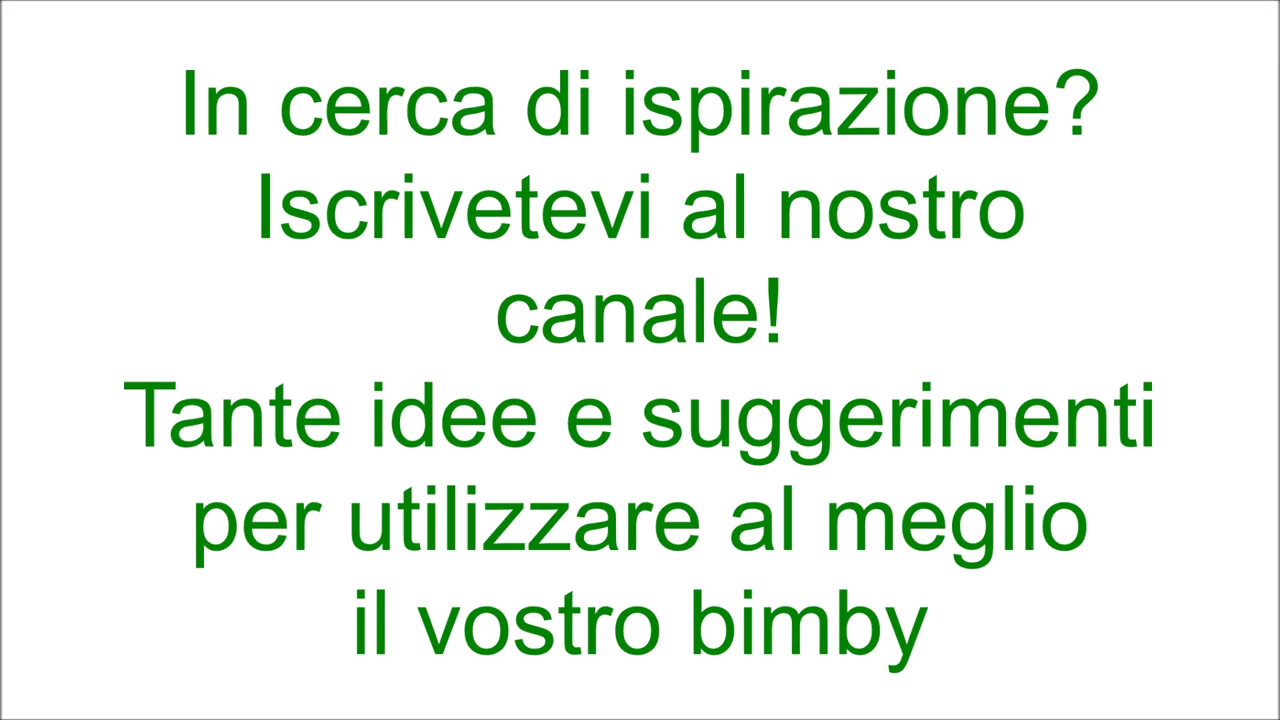 In cerca di ispirazione?
Iscrivetevi al nostro
canale!
Tante idee e suggerimenti
per utilizzare al meglio
il vostro bimby